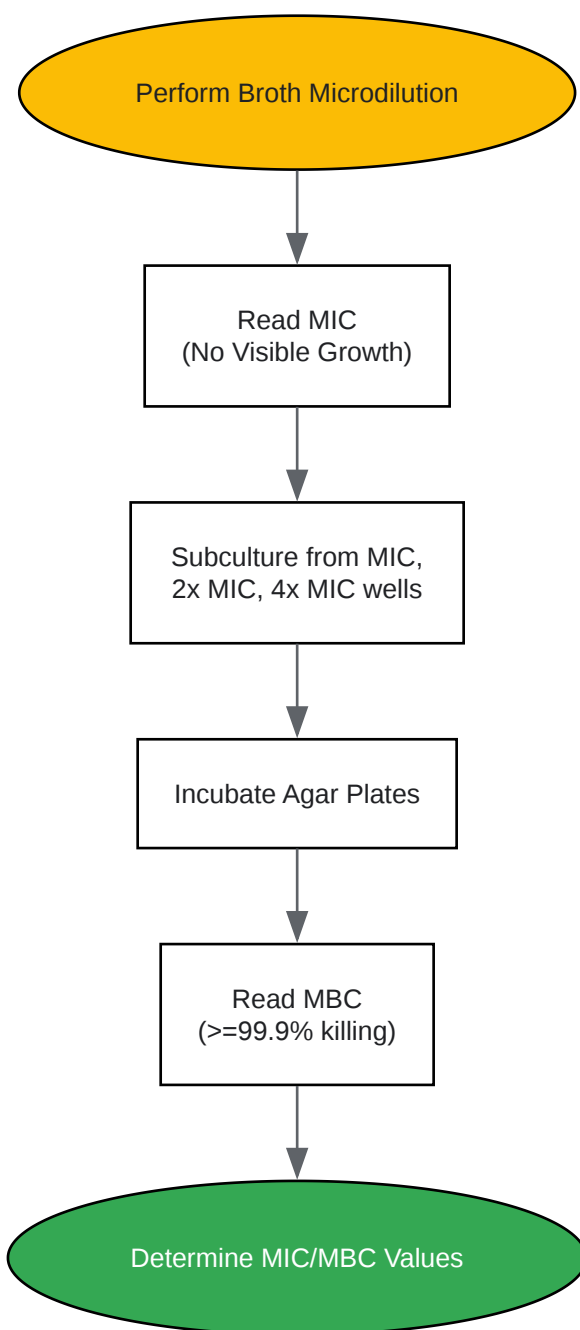 Perform Broth Microdilution
Read MIC
(No Visible Growth)
Subculture from MIC,
2x MIC, 4x MIC wells
Incubate Agar Plates
Read MBC
(>=99.9% killing)
Determine MIC/MBC Values